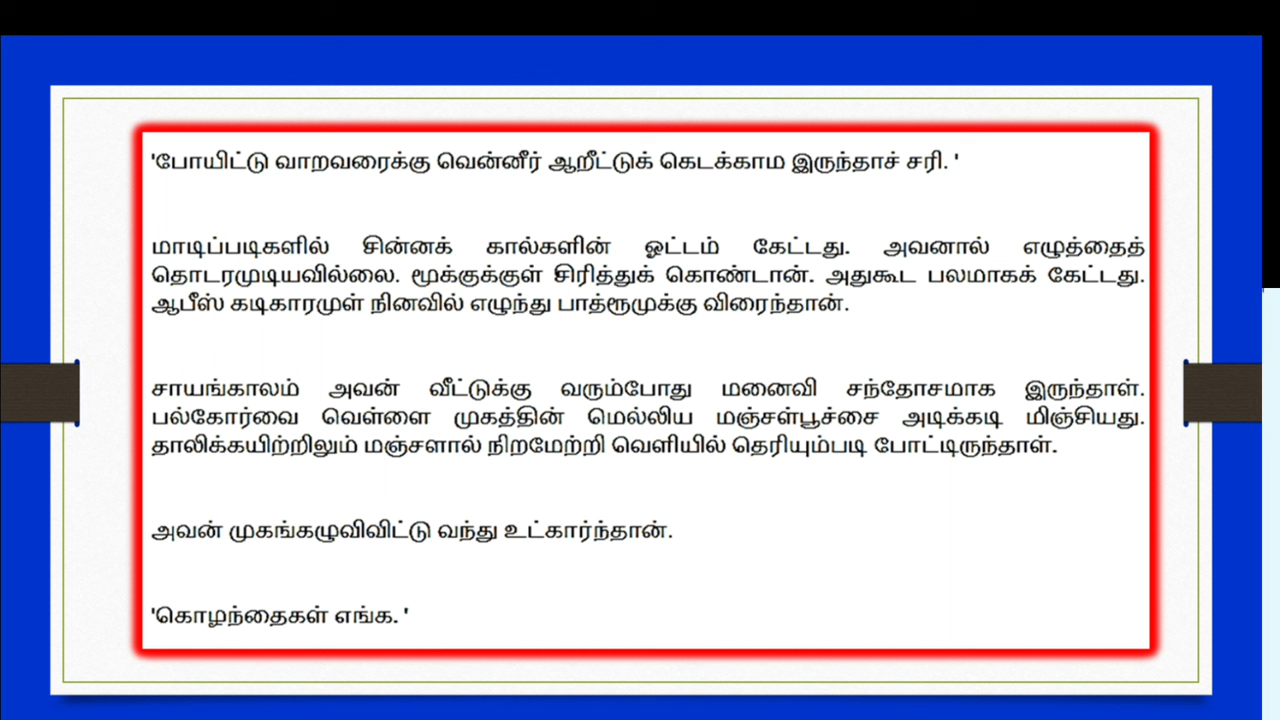 'போயிட்டு வாறவரைக்கு வென்னீர் ஆறீட்டுக் கெடக்காம இருந்தாச் சரி. '
மாடிப்படிகளில் சின்னக் கால்களின் ஓட்டம் கேட்டது. அவனால் எழுத்தைத்
தொடரமுடியவில்லை. மூக்குக்குள் சிரித்துக் கொண்டான். அதுகூட பலமாகக் கேட்டது.
ஆபீஸ் கடிகாரமுள் நினவில் எழுந்து பாத்ரூமுக்கு விரைந்தான்.
சாயங்காலம் அவன் வீட்டுக்கு வரும்போது மனைவி சந்தோசமாக இருந்தாள்.
பல்கோர்வை வெள்ளை முகத்தின் மெல்லிய மஞ்சள்பூச்சை அடிக்கடி மிஞ்சியது.
தாலிக்கயிற்றிலும் மஞ்சளால் நிறமேற்றி வெளியில் தெரியும்படி போட்டிருந்தாள்.
அவன் முகங்கழுவிவிட்டு வந்து உட்கார்ந்தான்.
'கொழந்தைகள் எங்க. '